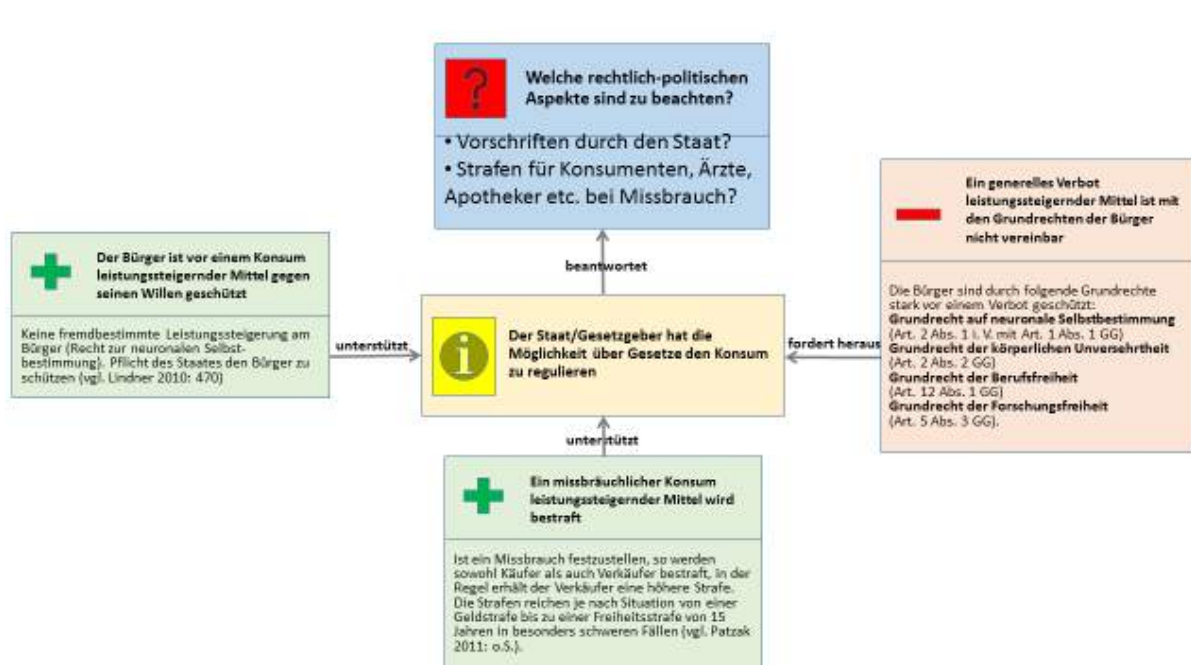 ?
Welche rechtlich-politischen
Aspekte sind zu beachten?
• Vorschriften durch den Staat?
• Strafen für Konsumenten, Ärzte,
Apotheker etc. bei Missbrauch?
beantwortet
Der Bürger ist vor einem Konsum
leistungssteigernder Mittel gegen
seinen Willen geschützt
Keine fremdbestimmte Leistungssteigerung am
Bürger (Recht zur neuronalen Selbst-
bestimmung). Pflicht des Staates den Bürger zu
schützen (vgl. Lindner 2010: 470)
unterstützt
i
Der Staat/Gesetzgeber hat die
Möglichkeit über Gesetze den Konsum
zu regulieren
fordert heraus
Ein generelles Verbot
leistungssteigernder Mittel ist mit
den Grundrechten der Bürger
nicht vereinbar
Die Bürger sind durch folgende Grundrechte
stark vor einem Verbot geschützt:
Grundrecht auf neuronale Selbstbestimmung
(Art. 2 Abs. 1 i. V. mit Art. 1 Abs. 1 GG)
Grundrecht der körperlichen Unversehrtheit
(Art. 2 Abs. 2 GG)
Grundrecht der Berufsfreiheit
(Art. 12 Abs. 1 GG)
Grundrecht der Forschungsfreiheit
(Art. 5 Abs. 3 GG).
unterstützt
Ein missbräuchlicher Konsum
leistungssteigernder Mittel wird
bestraft
Ist ein Missbrauch festzustellen, so werden
sowohl Käufer als auch Verkäufer bestraft, in der
Regel erhält der Verkäufer eine höhere Strafe.
Die Strafen reichen je nach Situation von einer
Geldstrafe bis zu einer Freiheitsstrafe von 15
Jahren in besonders schweren Fällen (vgl. Patzak
2011: o.S.).